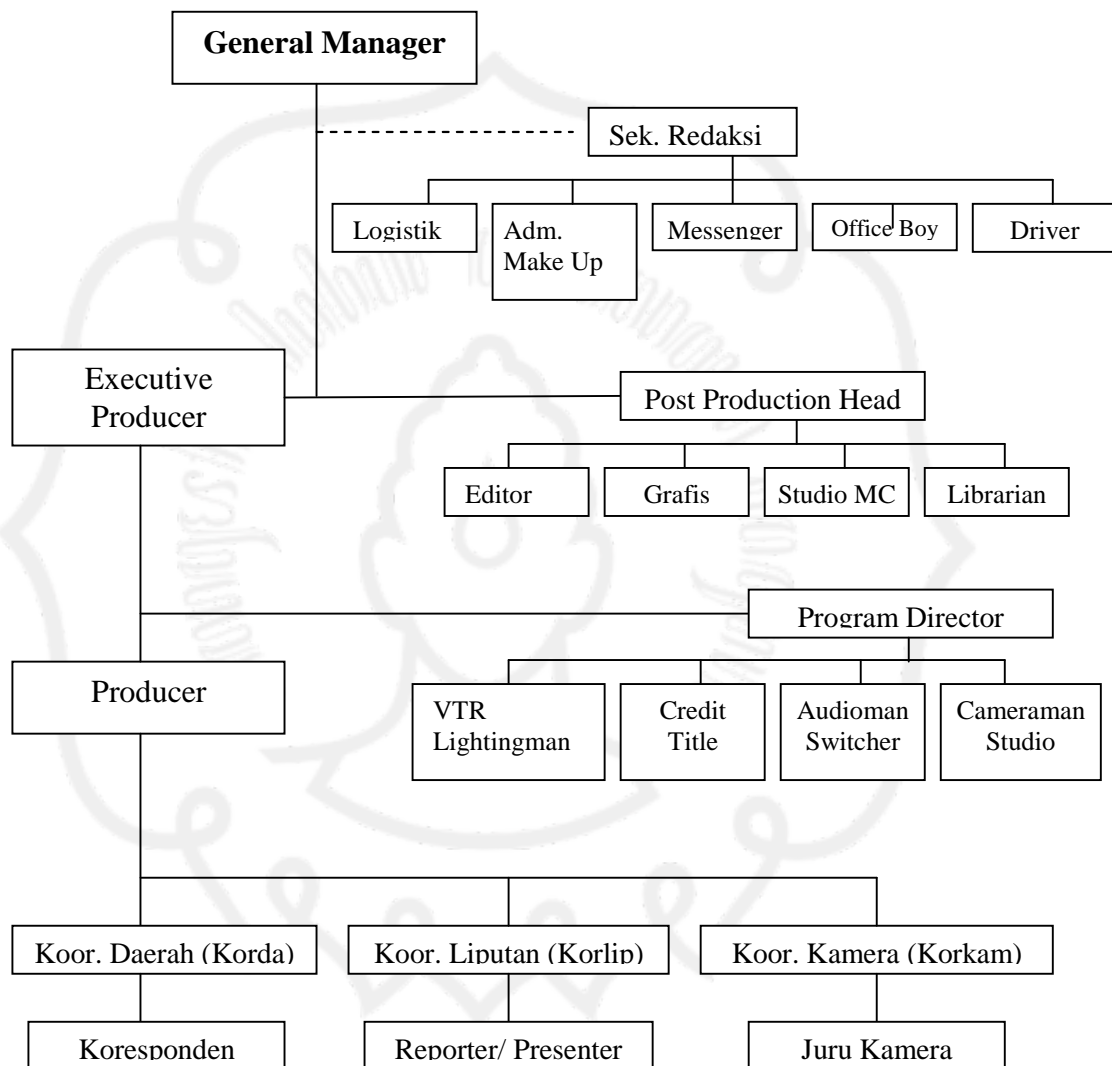 General Manager
Sek. Redaksi
Logistik
Adm.
Make Up
Messenger
Office Boy
Driver
Executive
Producer
Post Production Head
Editor
Grafis
Studio MC
Librarian
Program Director
Producer
VTR
Lightingman
Credit
Title
Audioman
Switcher
Cameraman
Studio
Koor. Daerah (Korda)
Koor. Liputan (Korlip)
Koor. Kamera (Korkam)
Koresponden
Reporter/ Presenter
Juru Kamera